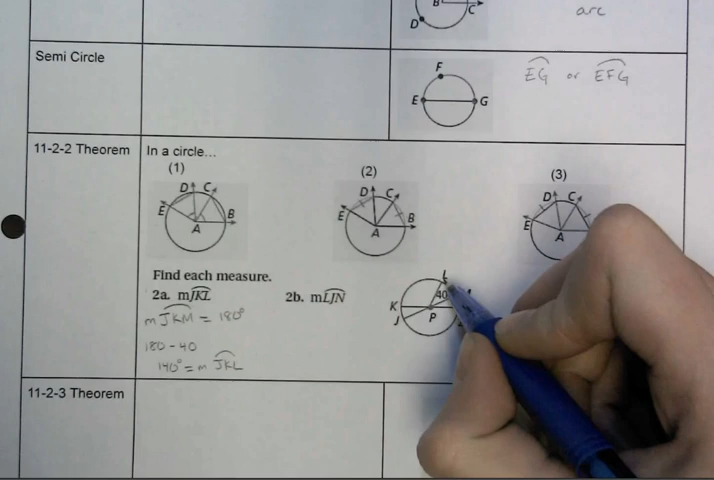 B
C
D
arc
Semi Circle
F
E
G
EG or EFG
11-2-2 Theorem
In a circle...
(1)
(2)
(3)
D C
E
B
A
D C
E
B
A
D C
E
A
Find each measure.
2a. mJKL
2b. mLJN
L
40
K
J
P
mJKM = 180°
180-40
140° = m JKL
11-2-3 Theorem